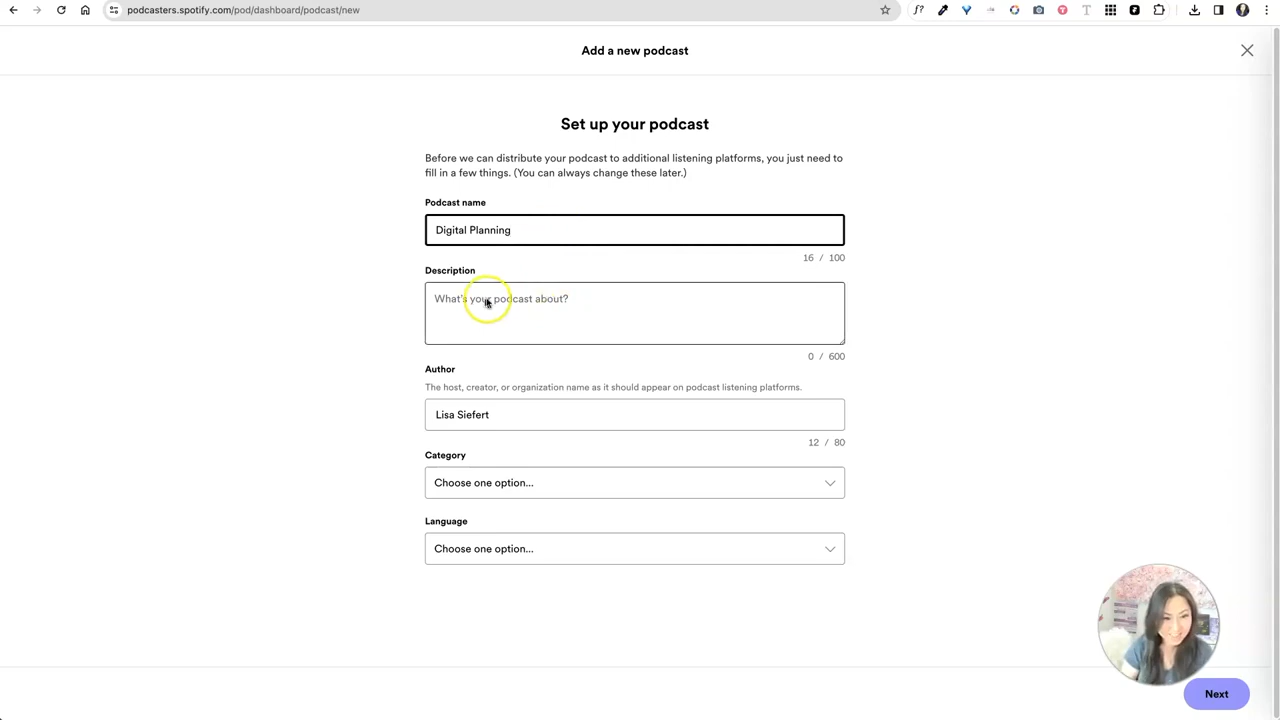 podcasters.spotify.com/pod/dashboard/podcast/new
Add a new podcast
Set up your podcast
Before we can distribute your podcast to additional listening platforms, you just need to
fill in a few things. (You can always change these later.)
Podcast name
Digital Planning
16 / 100
Description
What's your podcast about?
0 / 600
Author
The host, creator, or organization name as it should appear on podcast listening platforms.
Lisa Siefert
12 / 80
Category
Choose one option...
Language
Choose one option...
Next